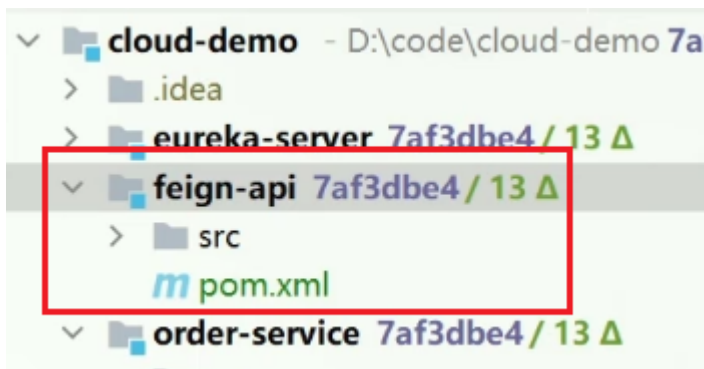 cloud-demo - D:\code\cloud-demo 7a
.idea
eureka-server 7af3dbe4 / 13 Δ
feign-api 7af3dbe4 / 13 Δ
src
m pom.xml
order-service 7af3dbe4 / 13 Δ